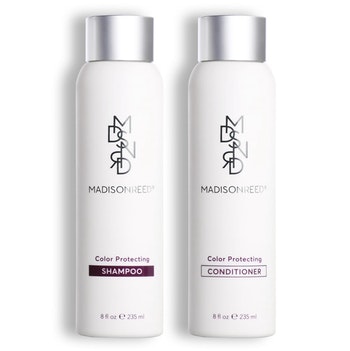 MADISONREED®
Color Protecting
SHAMPOO
8 fl oz ℮ 235 ml
MADISONREED®
Color Protecting
CONDITIONER
8 fl oz ℮ 235 ml